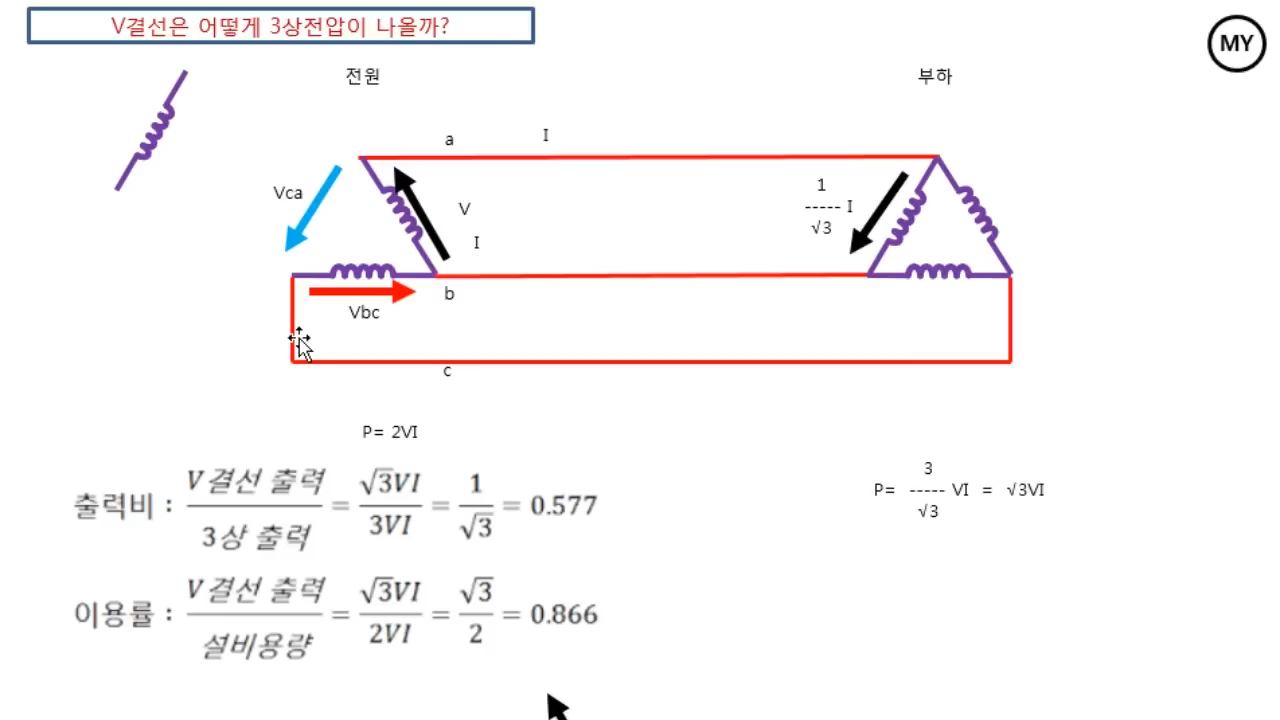 V결선은 어떻게 3상전압이 나올까?
MY
전원
부하
a
I
Vca
V
I
1
----- I
√3
b
Vbc
c
P= 2VI
3
P= ----- VI = √3VI
√3
출력비 : V결선 출력 / 3상 출력 = √3VI / 3VI = 1 / √3 = 0.577
이용률 : V결선 출력 / 설비용량 = √3VI / 2VI = √3 / 2 = 0.866